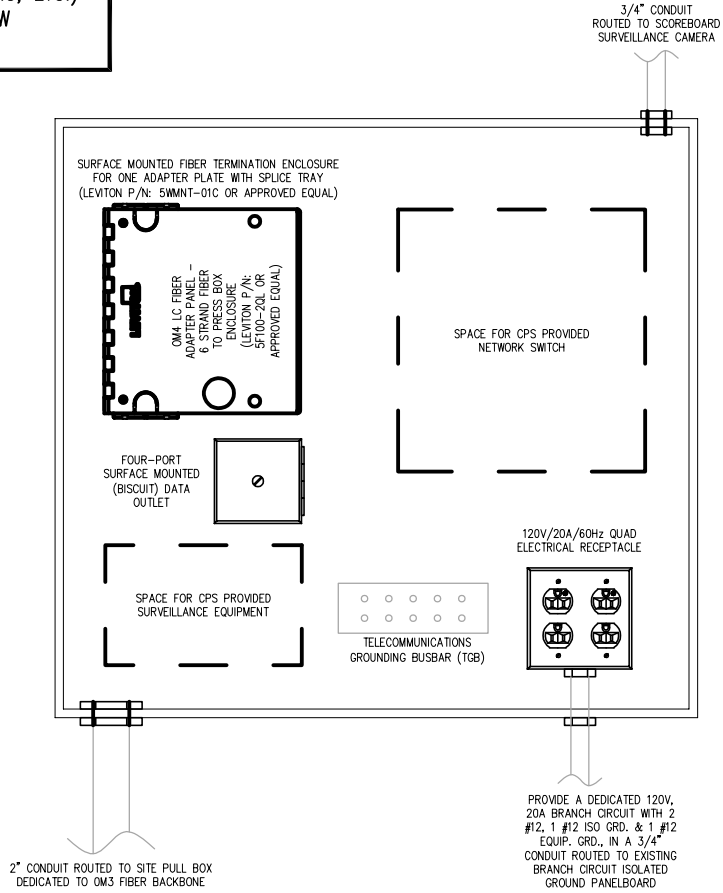 W
3/4" CONDUIT
ROUTED TO SCOREBOARD
SURVEILLANCE CAMERA
SURFACE MOUNTED FIBER TERMINATION ENCLOSURE
FOR ONE ADAPTER PLATE WITH SPLICE TRAY
(LEVITON P/N: 5WMNT-01C OR APPROVED EQUAL)
LEVITON
OM4 LC FIBER
ADAPTER PANEL -
6 STRAND FIBER
TO PRESS BOX
ENCLOSURE
(LEVITON P/N:
5F100-2QL OR
APPROVED EQUAL)
SPACE FOR CPS PROVIDED
NETWORK SWITCH
FOUR-PORT
SURFACE MOUNTED
(BISCUIT) DATA
OUTLET
120V/20A/60Hz QUAD
ELECTRICAL RECEPTACLE
SPACE FOR CPS PROVIDED
SURVEILLANCE EQUIPMENT
TELECOMMUNICATIONS
GROUNDING BUSBAR (TGB)
PROVIDE A DEDICATED 120V,
20A BRANCH CIRCUIT WITH 2
#12, 1 #12 ISO GRD. & 1 #12
EQUIP. GRD., IN A 3/4"
CONDUIT ROUTED TO EXISTING
BRANCH CIRCUIT ISOLATED
GROUND PANELBOARD
2" CONDUIT ROUTED TO SITE PULL BOX
DEDICATED TO OM3 FIBER BACKBONE